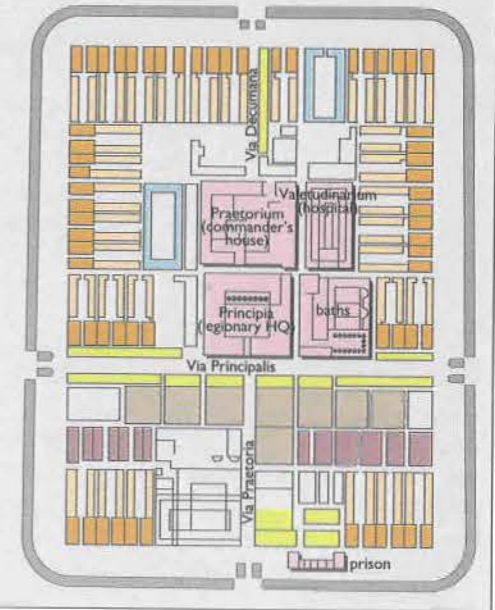 Via Decumana
Praetorium
(commander's
house)
Valetudinarium
(hospital)
Principia
(legionary HQ)
baths
Via Principalis
Via Praetoria
prison